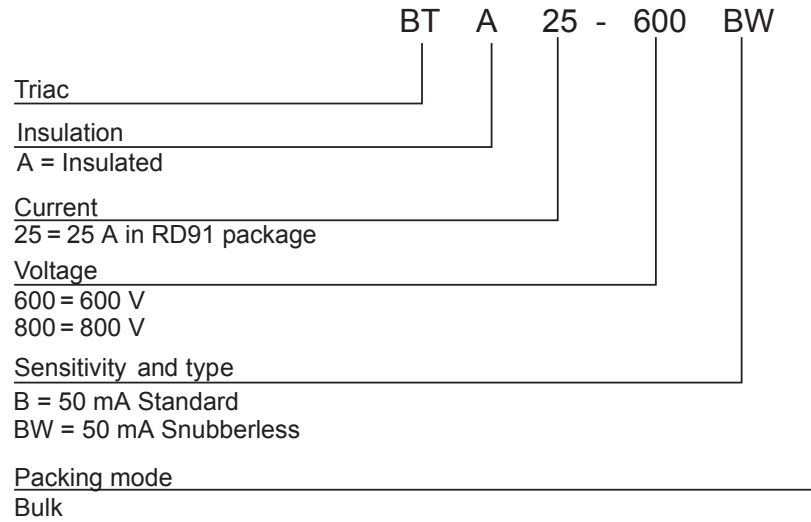 BT A 25 - 600 BW
Triac
Insulation
A = Insulated
Current
25 = 25 A in RD91 package
Voltage
600 = 600 V
800 = 800 V
Sensitivity and type
B = 50 mA Standard
BW = 50 mA Snubberless
Packing mode
Bulk